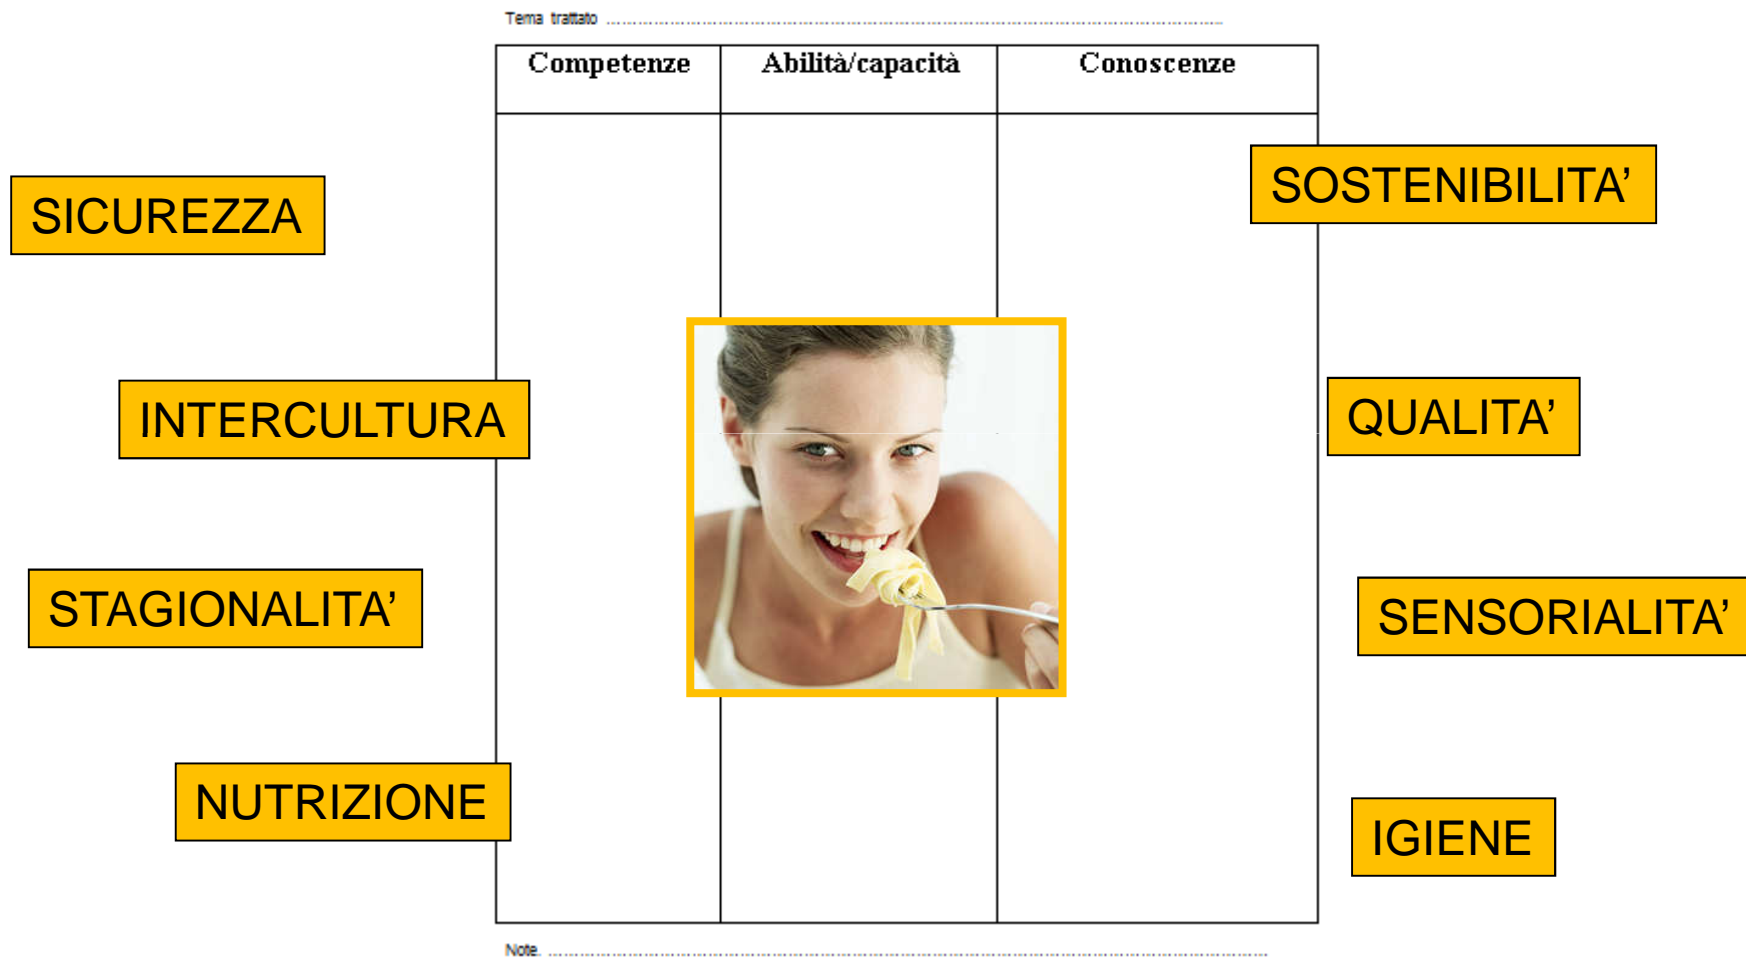 Tema trattato ........................................................................................................................
Competenze Abilità/capacità Conoscenze
SICUREZZA
SOSTENIBILITA’
INTERCULTURA
QUALITA’
STAGIONALITA’
SENSORIALITA’
NUTRIZIONE
IGIENE
Note. ........................................................................................................................